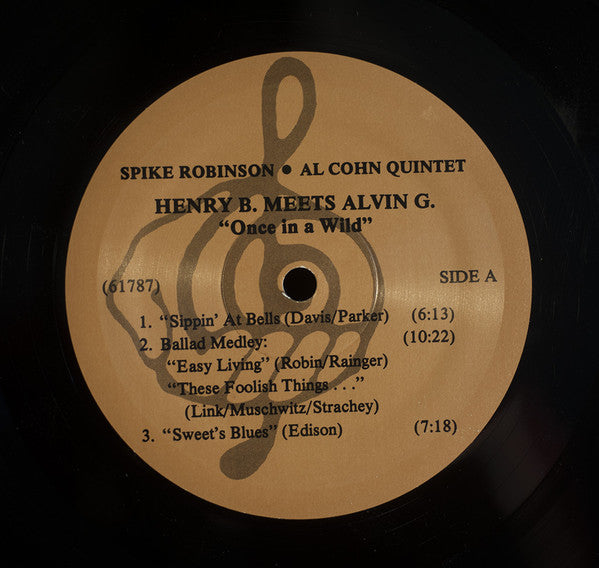 SPIKE ROBINSON • AL COHN QUINTET
HENRY B. MEETS ALVIN G.
“Once in a Wild”
(61787) SIDE A
1. “Sippin’ At Bells (Davis/Parker) (6:13)
2. Ballad Medley: (10:22)
“Easy Living” (Robin/Rainger)
“These Foolish Things . . .”
(Link/Muschwitz/Strachey)
3. “Sweet’s Blues” (Edison) (7:18)